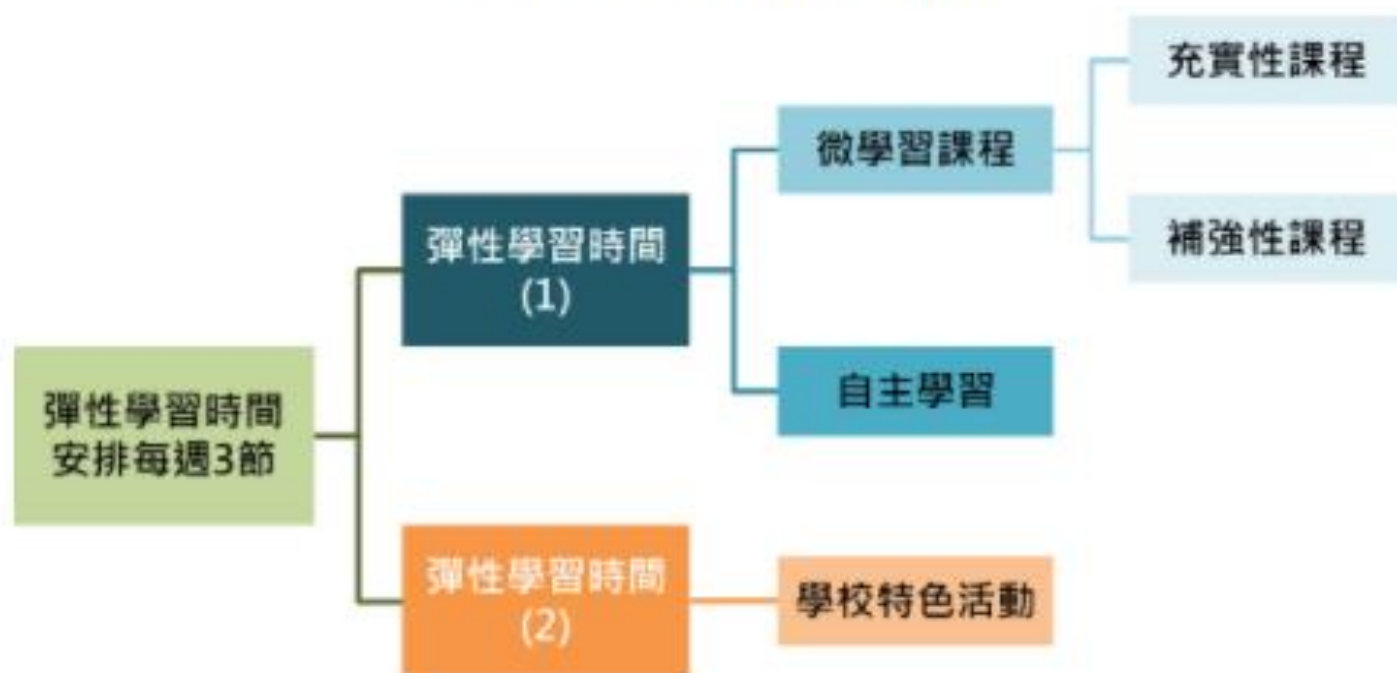 彈性學習時間
安排每週3節
彈性學習時間
(1)
微學習課程
充實性課程
補強性課程
自主學習
彈性學習時間
(2)
學校特色活動